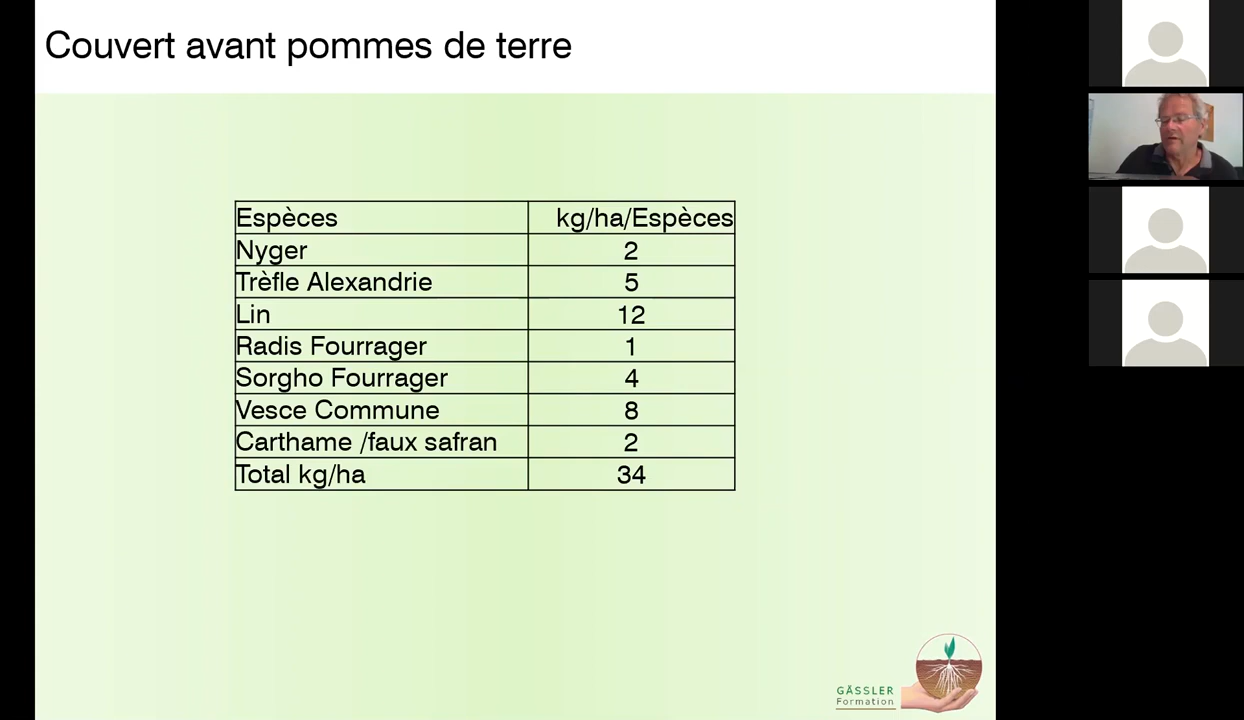 Couvert avant pommes de terre
Espèces kg/ha/Espèces
Nyger 2
Trèfle Alexandrie 5
Lin 12
Radis Fourrager 1
Sorgho Fourrager 4
Vesce Commune 8
Carthame /faux safran 2
Total kg/ha 34
GÄSSLER
Formation